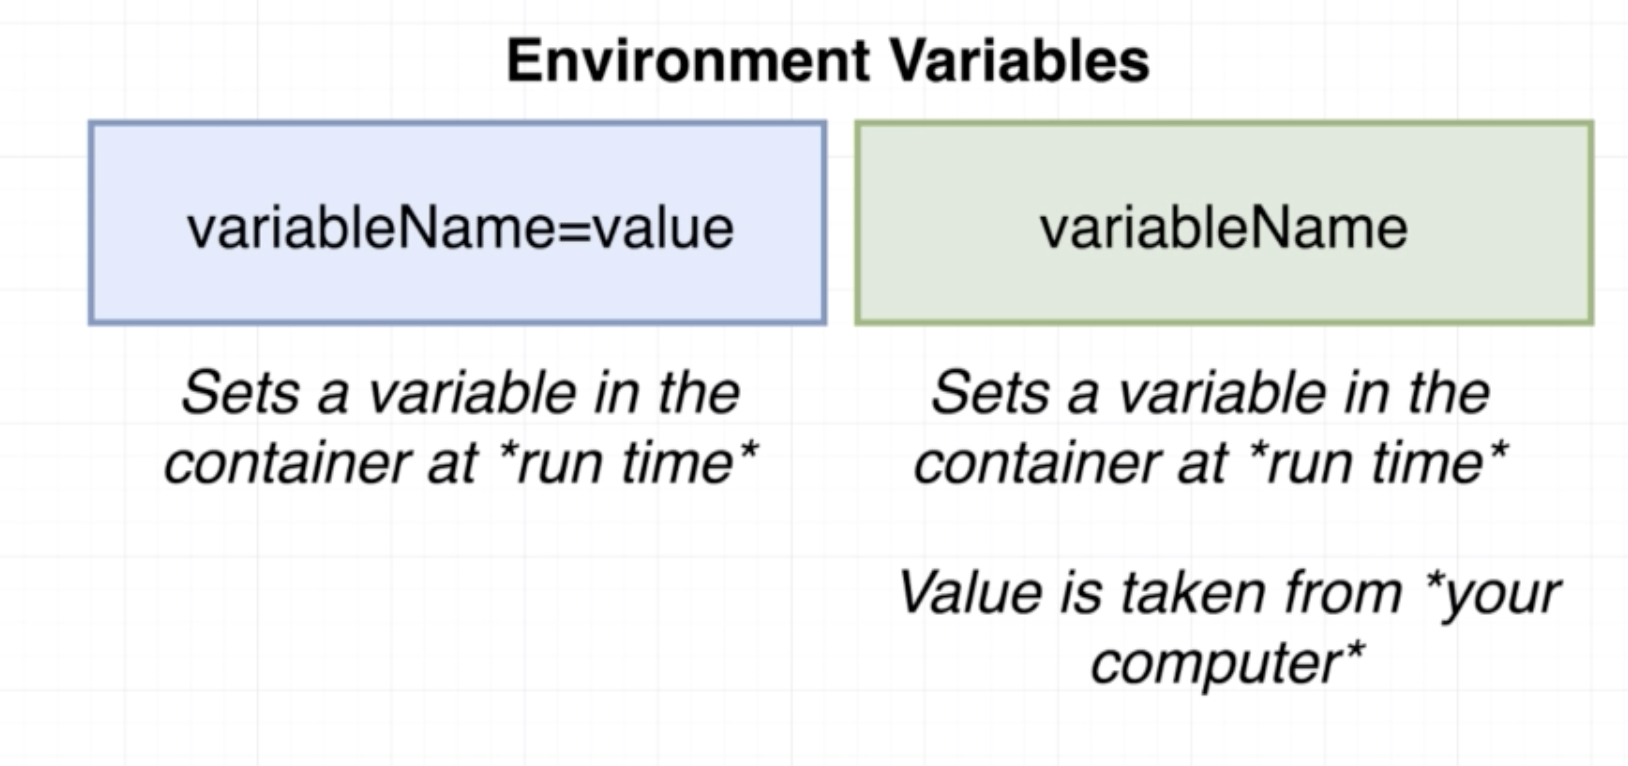 Environment Variables
variableName=value
variableName
Sets a variable in the
container at *run time*
Sets a variable in the
container at *run time*
Value is taken from *your
computer*